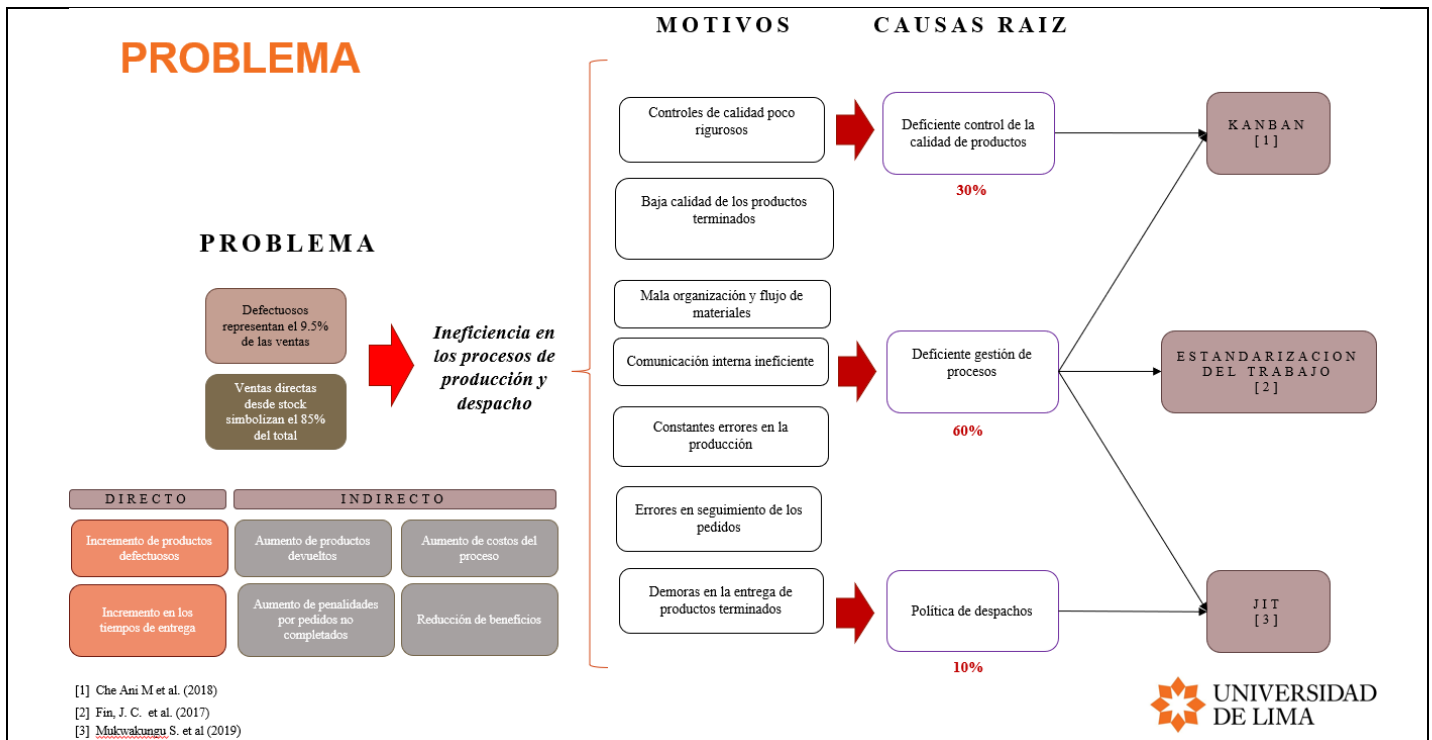 PROBLEMA
MOTIVOS
CAUSAS RAIZ
PROBLEMA
Defectuosos
representan el 9.5%
de las ventas
Ventas directas
desde stock
simbolizan el 85%
del total
Ineficiencia en
los procesos de
producción y
despacho
Controles de calidad poco
rigurosos
Baja calidad de los productos
terminados
Mala organización y flujo de
materiales
Comunicación interna ineficiente
Constantes errores en la
producción
Errores en seguimiento de los
pedidos
Demoras en la entrega de
productos terminados
Deficiente control de la
calidad de productos
30%
Deficiente gestión de
procesos
60%
Política de despachos
10%
KANBAN
[1]
ESTANDARIZACION
DEL TRABAJO
[2]
JIT
[3]
DIRECTO
INDIRECTO
Incremento de productos
defectuosos
Aumento de productos
devueltos
Aumento de costos del
proceso
Incremento en los
tiempos de entrega
Aumento de penalidades
por pedidos no
completados
Reducción de beneficios
[1] Che Ani M et al. (2018)
[2] Fin, J. C. et al. (2017)
[3] Mukwakungu S. et al (2019)
UNIVERSIDAD
DE LIMA